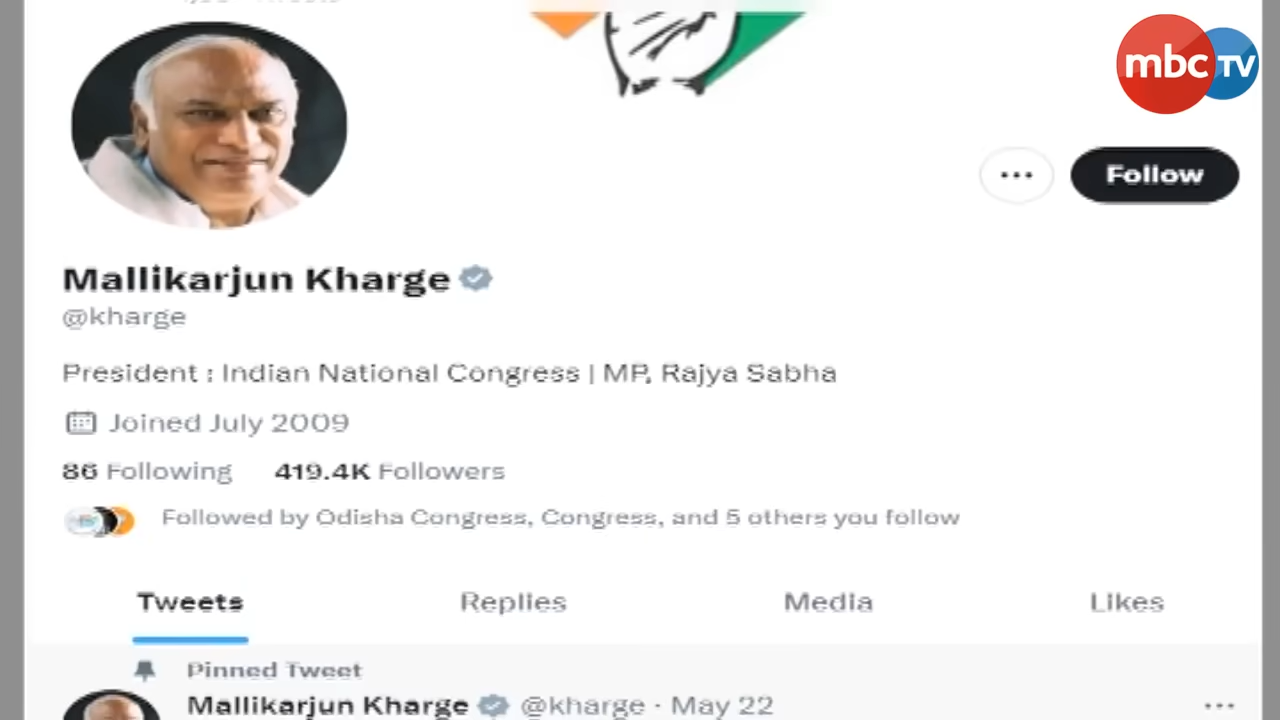 mbc TV
Follow
Mallikarjun Kharge
@kharge
President : Indian National Congress | MP, Rajya Sabha
Joined July 2009
86 Following 419.4K Followers
Followed by Odisha Congress, Congress, and 5 others you follow
Tweets Replies Media Likes
Pinned Tweet
Mallikarjun Kharge @kharge · May 22